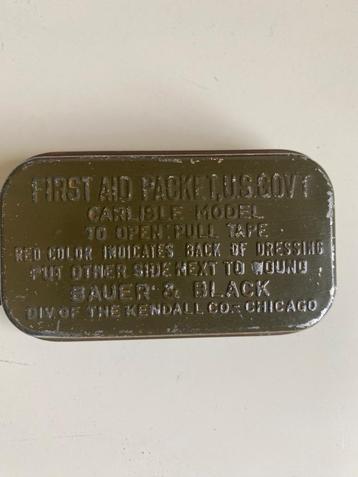 FIRST AID PACKET, U.S. GOV'T
CARLISLE MODEL
TO OPEN: PULL TAPE
RED COLOR INDICATES BACK OF DRESSING
PUT OTHER SIDE NEXT TO WOUND
BAUER & BLACK
DIV. OF THE KENDALL CO.- CHICAGO